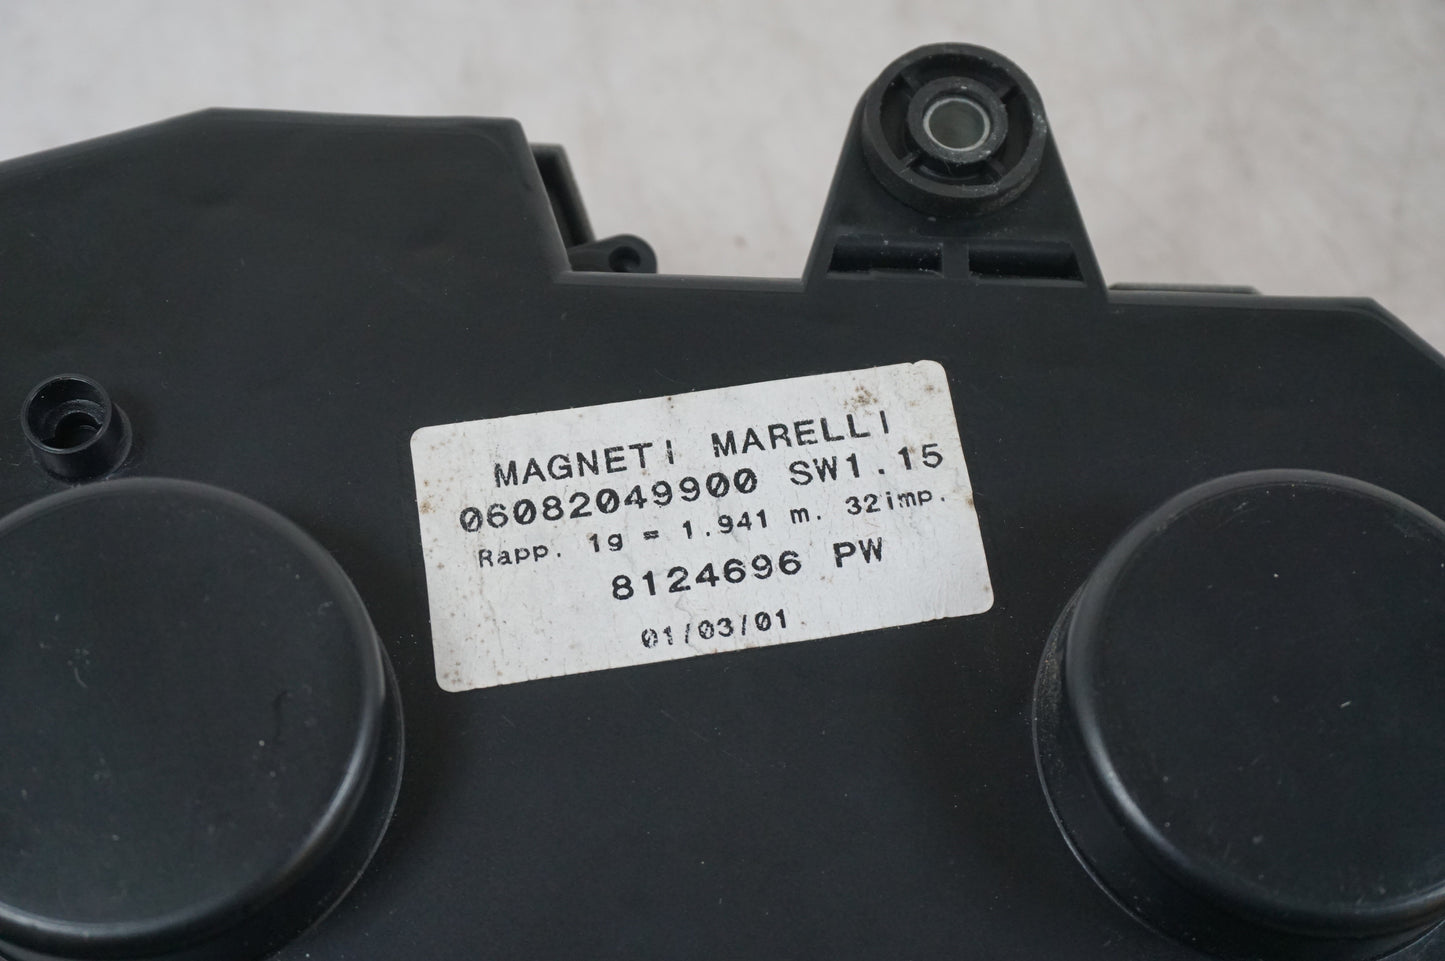 MAGNETI MARELLI
06082049900 SW1.15
Rapp. 1g = 1.941 m. 32imp.
8124696 PW
01/03/01